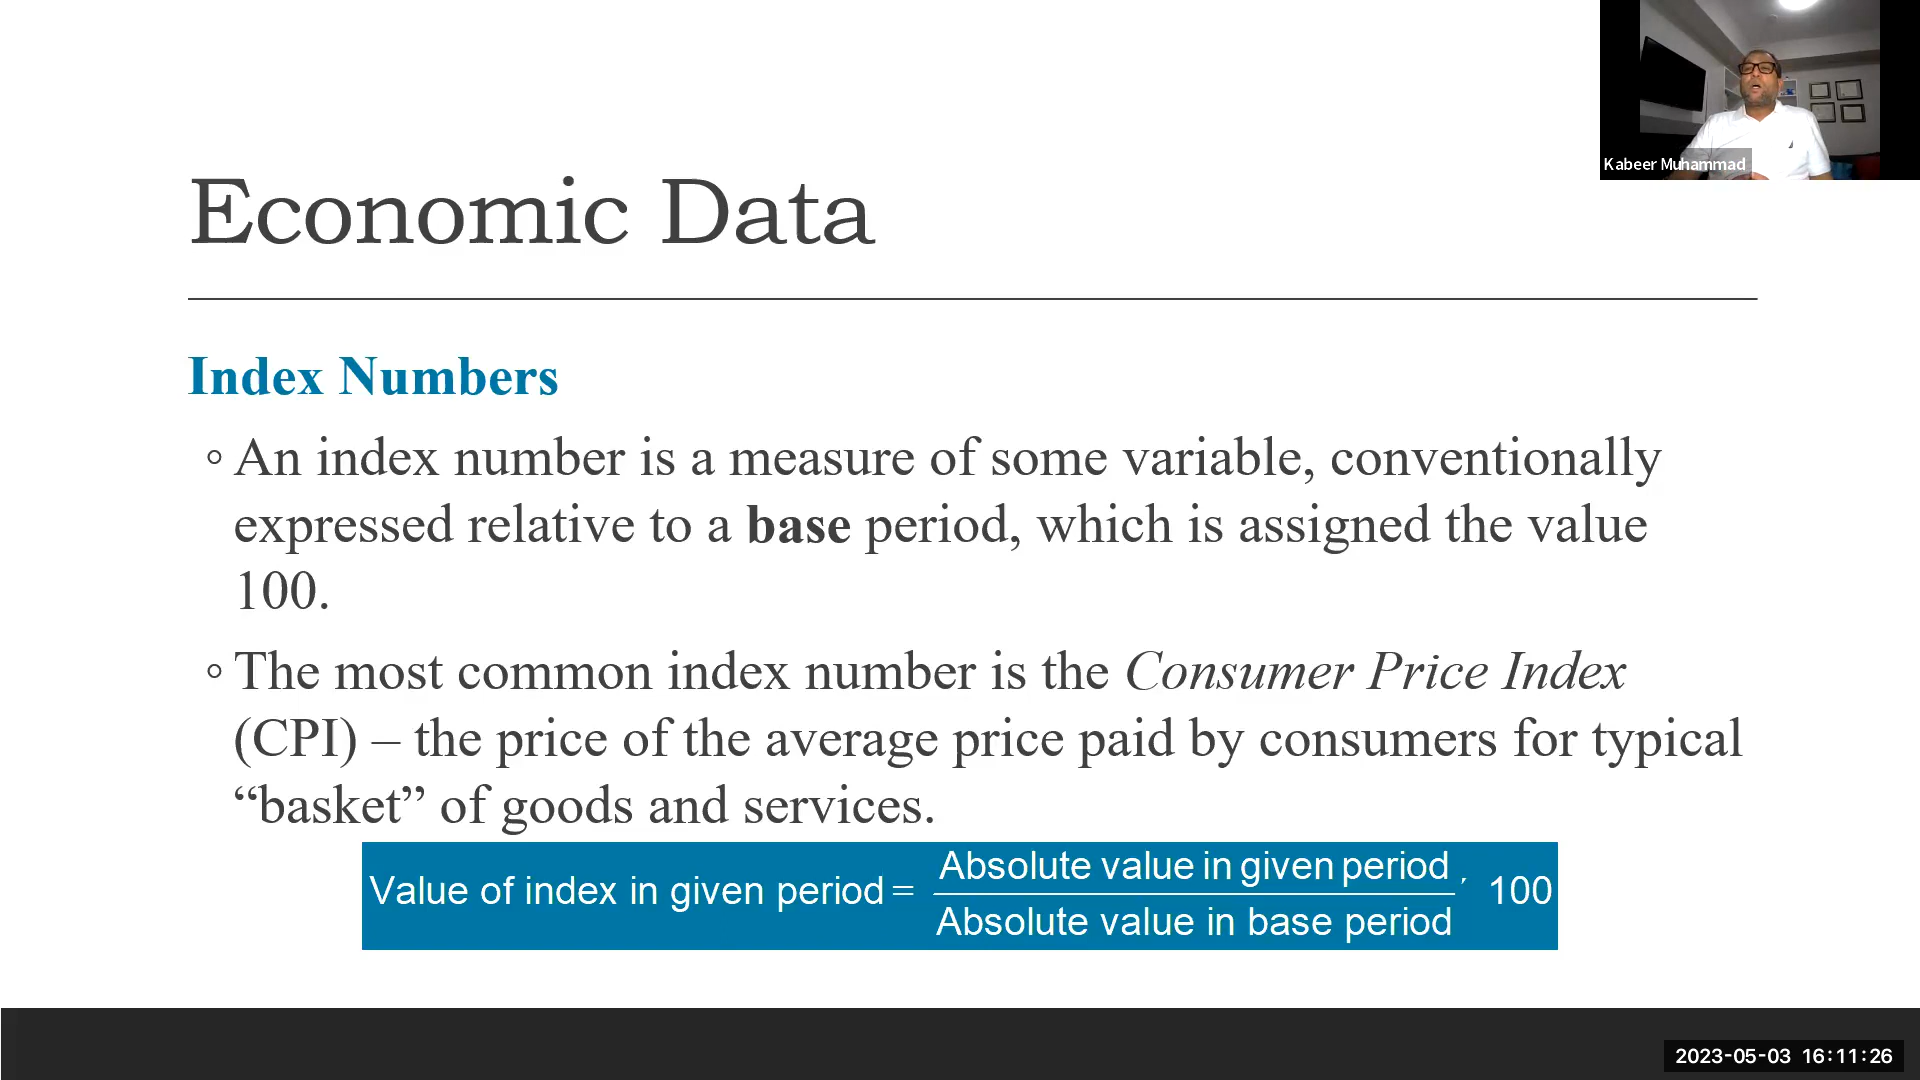 Kabeer Muhammad
Economic Data
Index Numbers
◦ An index number is a measure of some variable, conventionally
expressed relative to a base period, which is assigned the value
100.
◦ The most common index number is the Consumer Price Index
(CPI) – the price of the average price paid by consumers for typical
“basket” of goods and services.
Value of index in given period = Absolute value in given period ′ 100
Absolute value in base period
2023-05-03 16:11:26